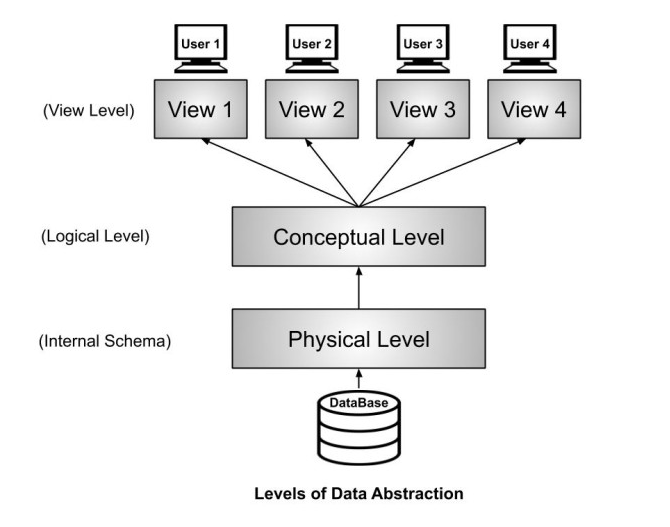 User 1
User 2
User 3
User 4
(View Level)
View 1
View 2
View 3
View 4
(Logical Level)
Conceptual Level
(Internal Schema)
Physical Level
DataBase
Levels of Data Abstraction